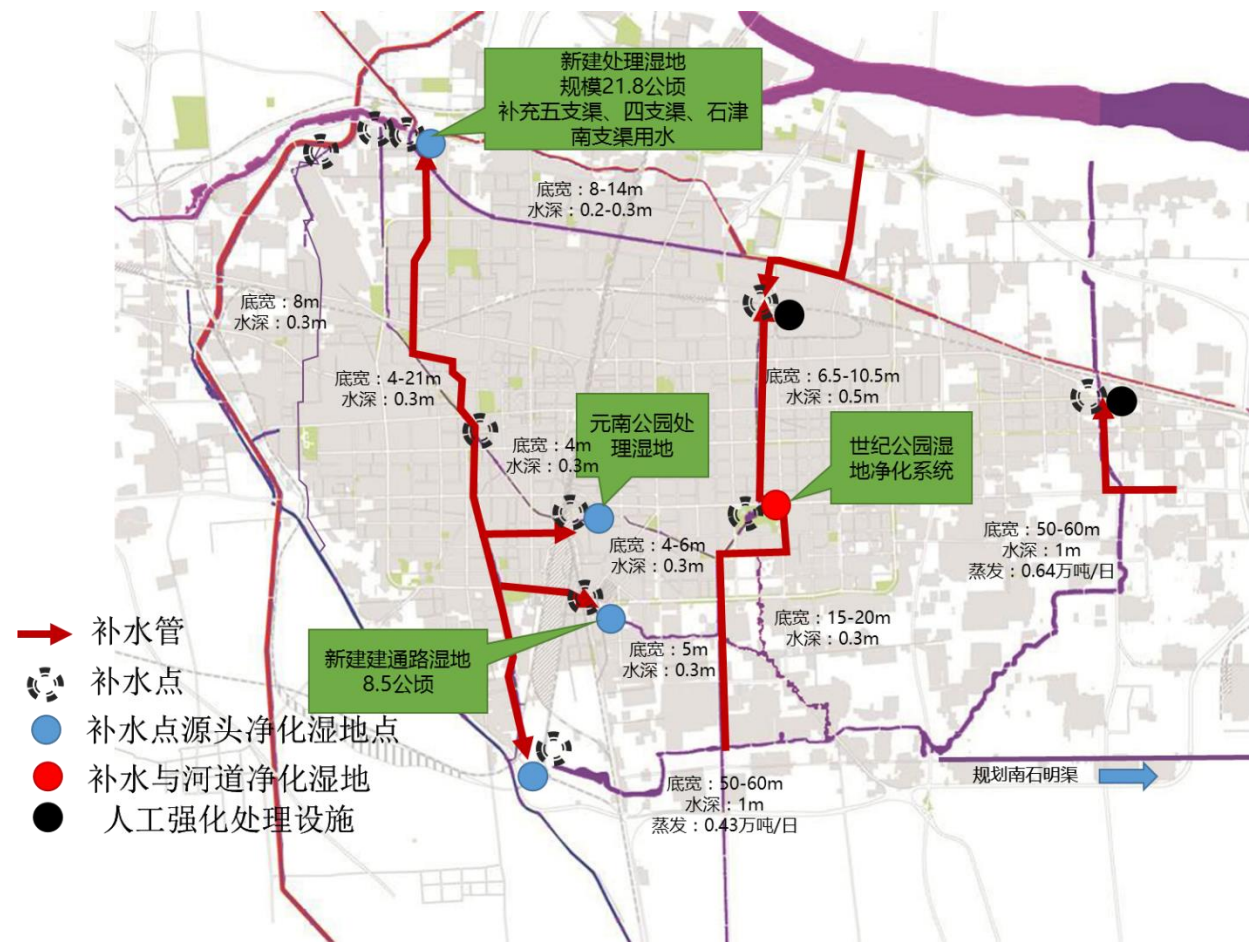 新建处理湿地
规模21.8公顷
补充五支渠、四支渠、石津
南支渠用水
底宽：8-14m
水深：0.2-0.3m
底宽：8m
水深：0.3m
底宽：4-21m
水深：0.3m
底宽：6.5-10.5m
水深：0.5m
元南公园处
理湿地
世纪公园湿
地净化系统
底宽：4m
水深：0.3m
底宽：4-6m
水深：0.3m
底宽：50-60m
水深：1m
蒸发：0.64万吨/日
底宽：15-20m
水深：0.3m
新建建通路湿地
8.5公顷
底宽：5m
水深：0.3m
底宽：50-60m
水深：1m
蒸发：0.43万吨/日
规划南石明渠
补水管
补水点
补水点源头净化湿地点
补水与河道净化湿地
人工强化处理设施